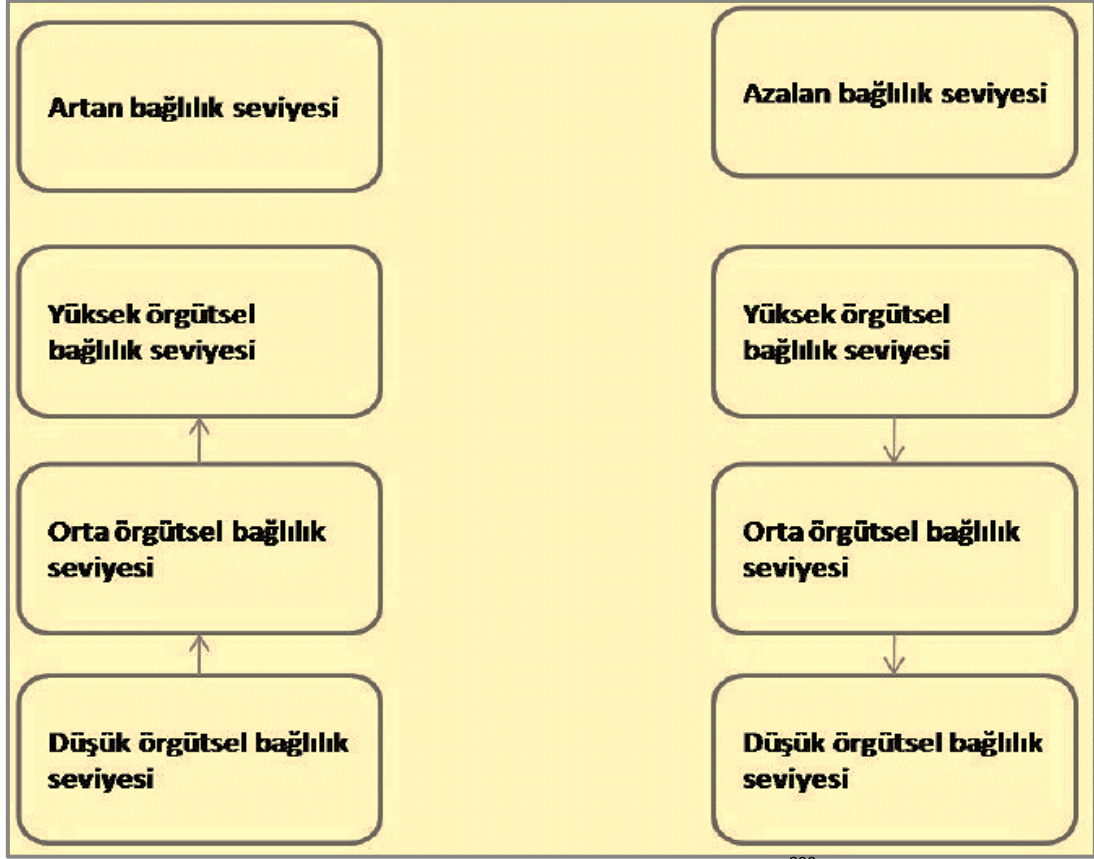 Artan bağlılık seviyesi
Yüksek örgütsel
bağlılık seviyesi
Orta örgütsel bağlılık
seviyesi
Düşük örgütsel bağlılık
seviyesi
Azalan bağlılık seviyesi
Yüksek örgütsel
bağlılık seviyesi
Orta örgütsel bağlılık
seviyesi
Düşük örgütsel bağlılık
seviyesi